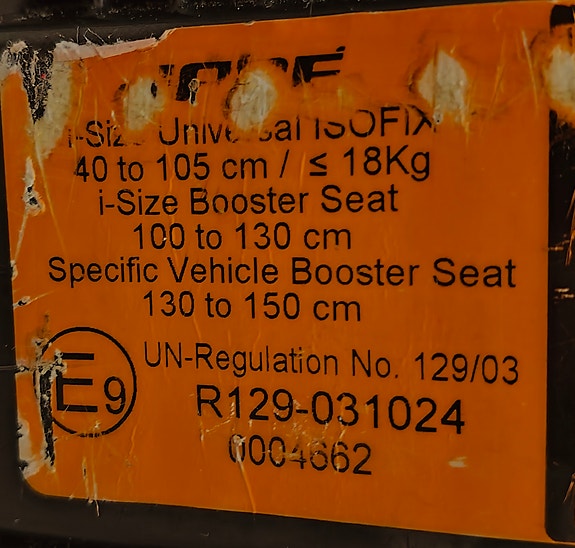 i-Size Universal ISOFIX
40 to 105 cm / ≤ 18Kg
i-Size Booster Seat
100 to 130 cm
Specific Vehicle Booster Seat
130 to 150 cm
E9
UN-Regulation No. 129/03
R129-031024
0004662